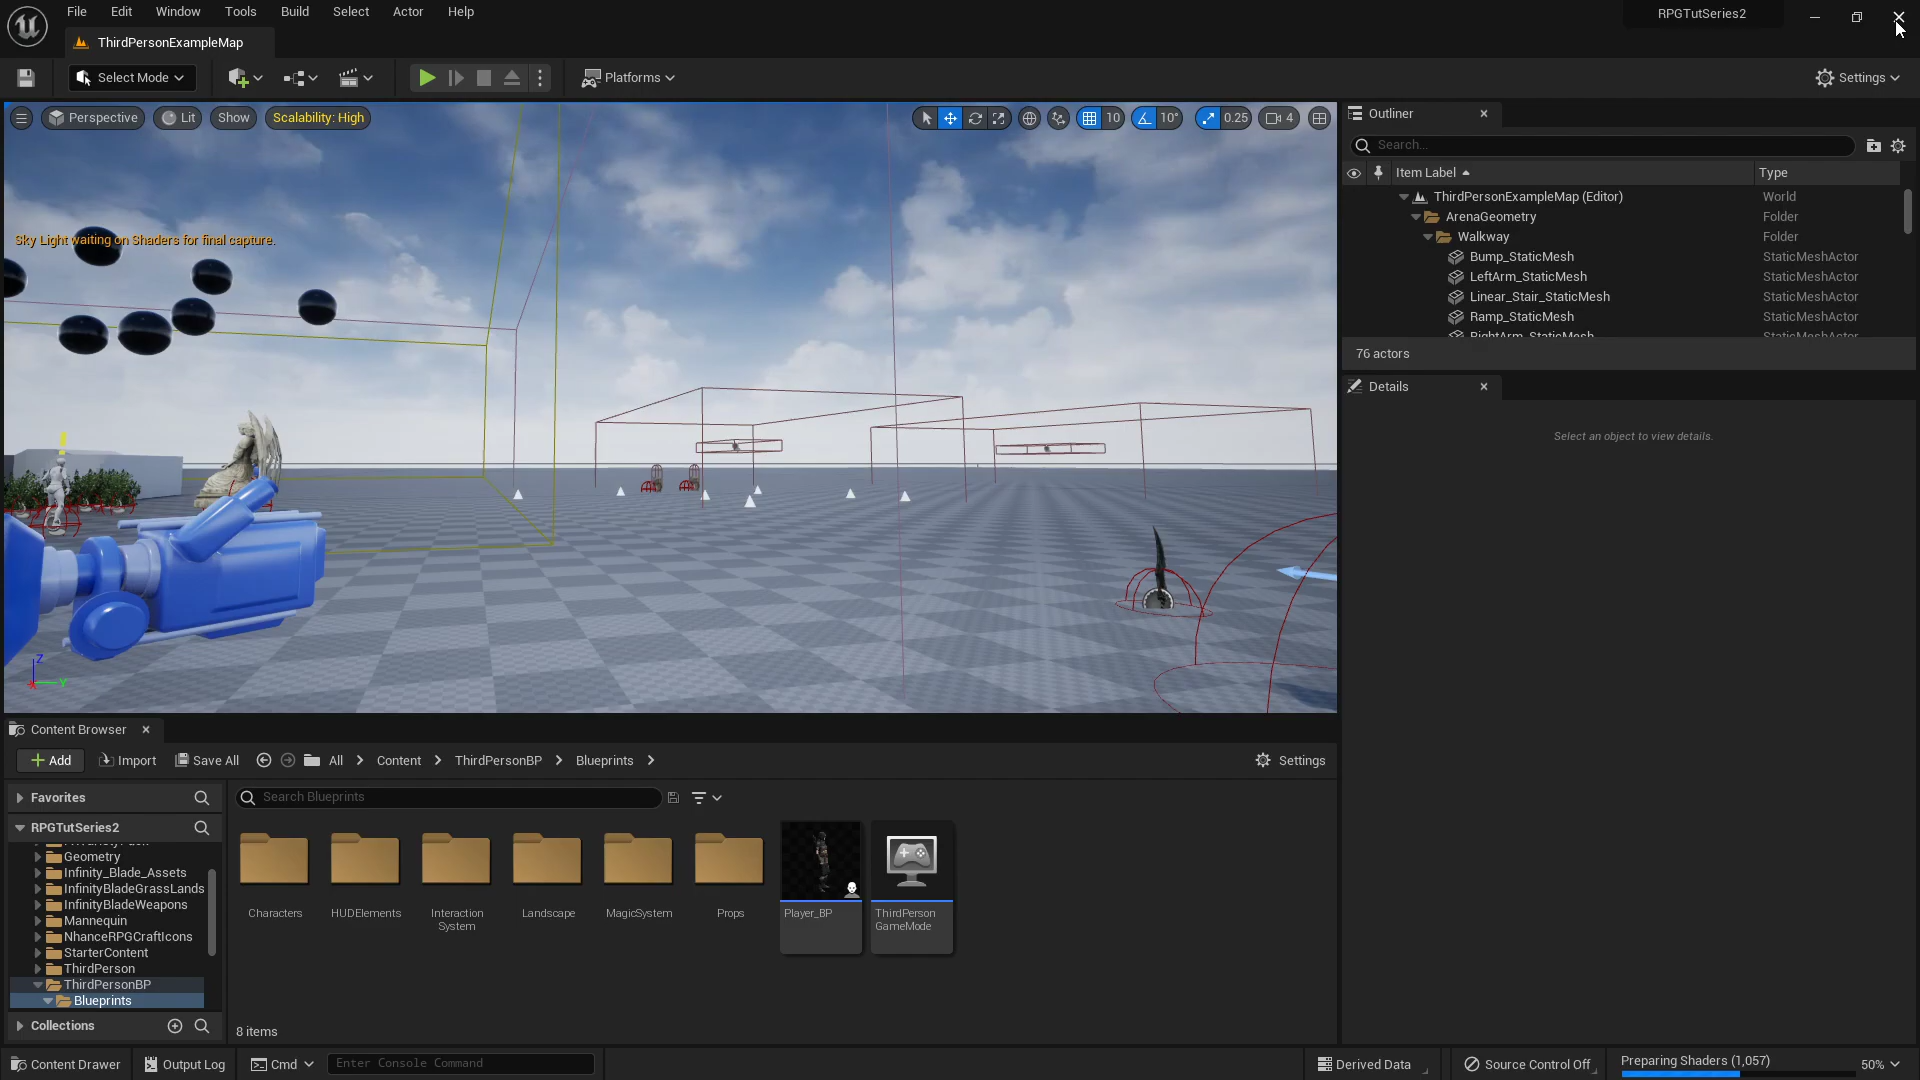 File Edit Window Tools Build Select Actor Help
RPGTutSeries2
ThirdPersonExampleMap
Select Mode
Platforms
Settings
Perspective Lit Show Scalability: High
10 10° 0.25 4
Sky Light waiting on Shaders for final capture.
Z
Y
Outliner
Search...
Item Label Type
ThirdPersonExampleMap (Editor) World
ArenaGeometry Folder
Walkway Folder
Bump_StaticMesh StaticMeshActor
LeftArm_StaticMesh StaticMeshActor
Linear_Stair_StaticMesh StaticMeshActor
Ramp_StaticMesh StaticMeshActor
RightArm_StaticMesh StaticMeshActor
76 actors
Details
Select an object to view details.
Content Browser
Add Import Save All All Content ThirdPersonBP Blueprints Settings
Favorites
RPGTutSeries2
Geometry
Infinity_Blade_Assets
InfinityBladeGrassLands
InfinityBladeWeapons
Mannequin
NhanceRPGCraftIcons
StarterContent
ThirdPerson
ThirdPersonBP
Blueprints
Collections
Search Blueprints
Characters
HUDElements
Interaction
System
Landscape
MagicSystem
Props
Player_BP
ThirdPerson
GameMode
8 items
Content Drawer Output Log Cmd Enter Console Command
Derived Data Source Control Off Preparing Shaders (1,057) 50%